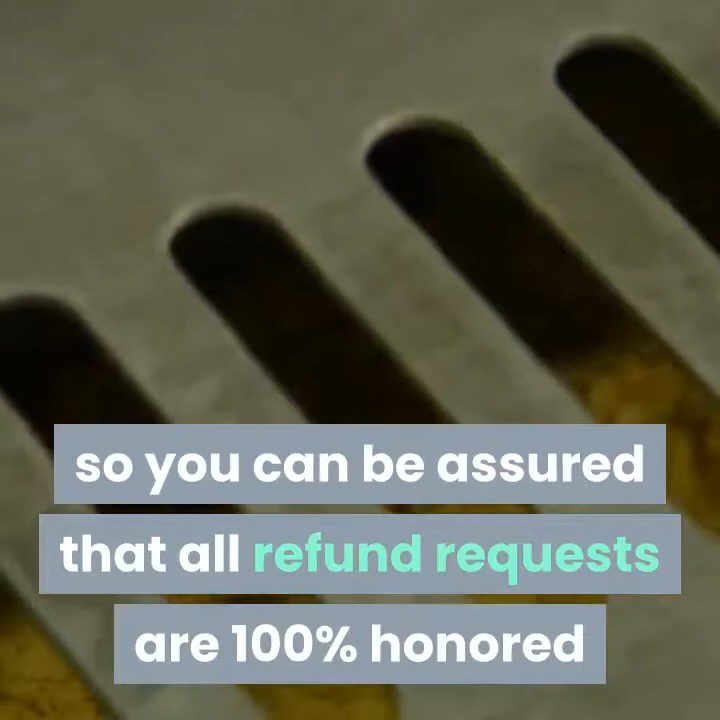 so you can be assured
that all refund requests
are 100% honored